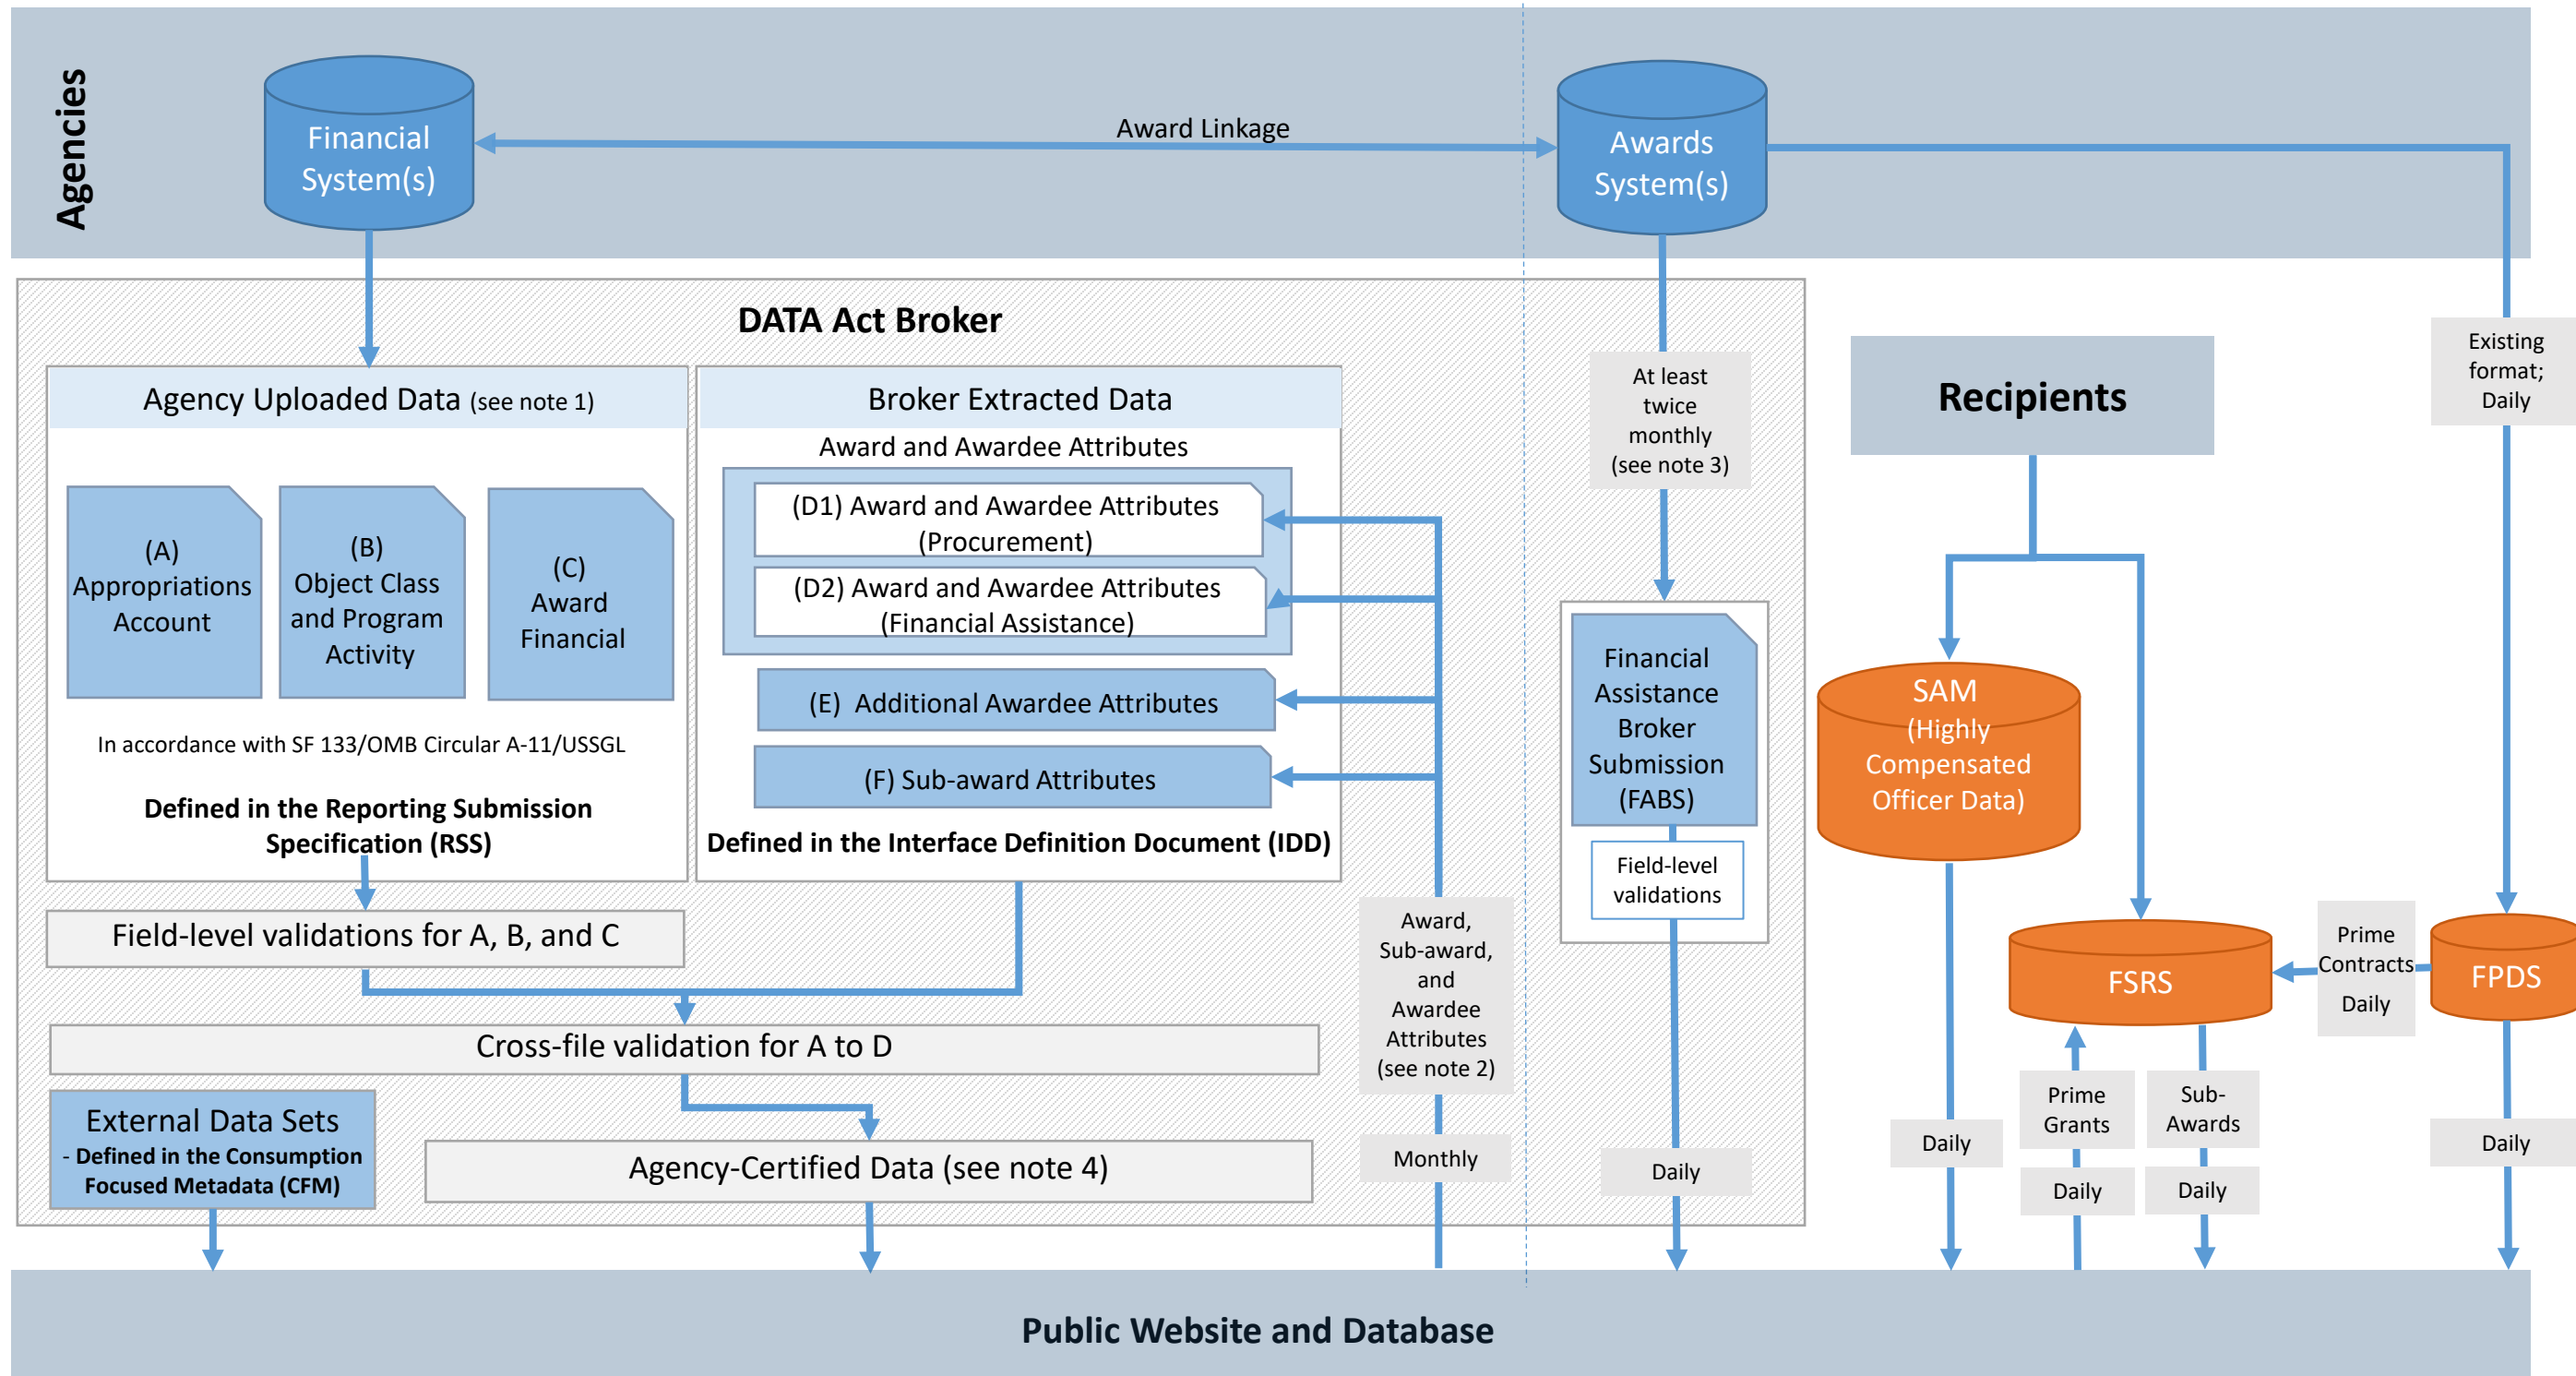 Agencies
Financial
System(s)
Award Linkage
Awards
System(s)
DATA Act Broker
Agency Uploaded Data (see note 1)
(A)
Appropriations
Account
(B)
Object Class
and Program
Activity
(C)
Award
Financial
In accordance with SF 133/OMB Circular A-11/USSGL
Defined in the Reporting Submission
Specification (RSS)
Broker Extracted Data
Award and Awardee Attributes
(D1) Award and Awardee Attributes
(Procurement)
(D2) Award and Awardee Attributes
(Financial Assistance)
(E)  Additional Awardee Attributes
(F) Sub-award Attributes
Defined in the Interface Definition Document (IDD)
Field-level validations for A, B, and C
Cross-file validation for A to D
External Data Sets
- Defined in the Consumption
Focused Metadata (CFM)
Agency-Certified Data (see note 4)
Award,
Sub-award,
and
Awardee
Attributes
(see note 2)
Monthly
At least
twice
monthly
(see note 3)
Financial
Assistance
Broker
Submission
(FABS)
Field-level
validations
Daily
Recipients
SAM
(Highly
Compensated
Officer Data)
Daily
FSRS
Prime
Grants
Daily
Sub-
Awards
Daily
Prime
Contracts
Daily
Existing
format;
Daily
FPDS
Daily
Public Website and Database